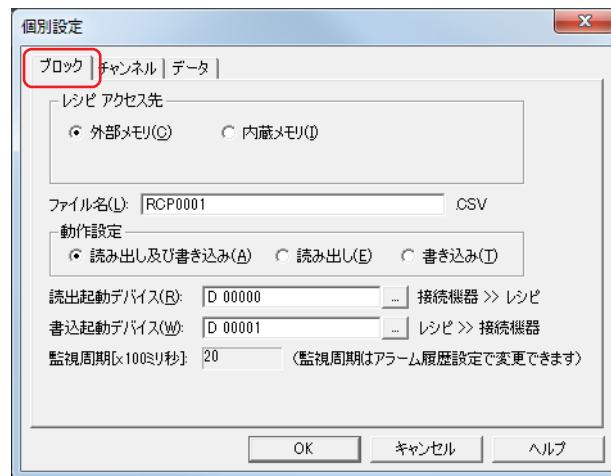 個別設定
ブロック チャンネル データ
レシピ アクセス先
外部メモリ(C) 内蔵メモリ(I)
ファイル名(L): RCP0001 .CSV
動作設定
読み出し及び書き込み(A) 読み出し(E) 書き込み(T)
読出起動デバイス(R): D 00000 ... 接続機器 >> レシピ
書込起動デバイス(W): D 00001 ... レシピ >> 接続機器
監視周期[x100ミリ秒]: 20 (監視周期はアラーム履歴設定で変更できます)
OK キャンセル ヘルプ